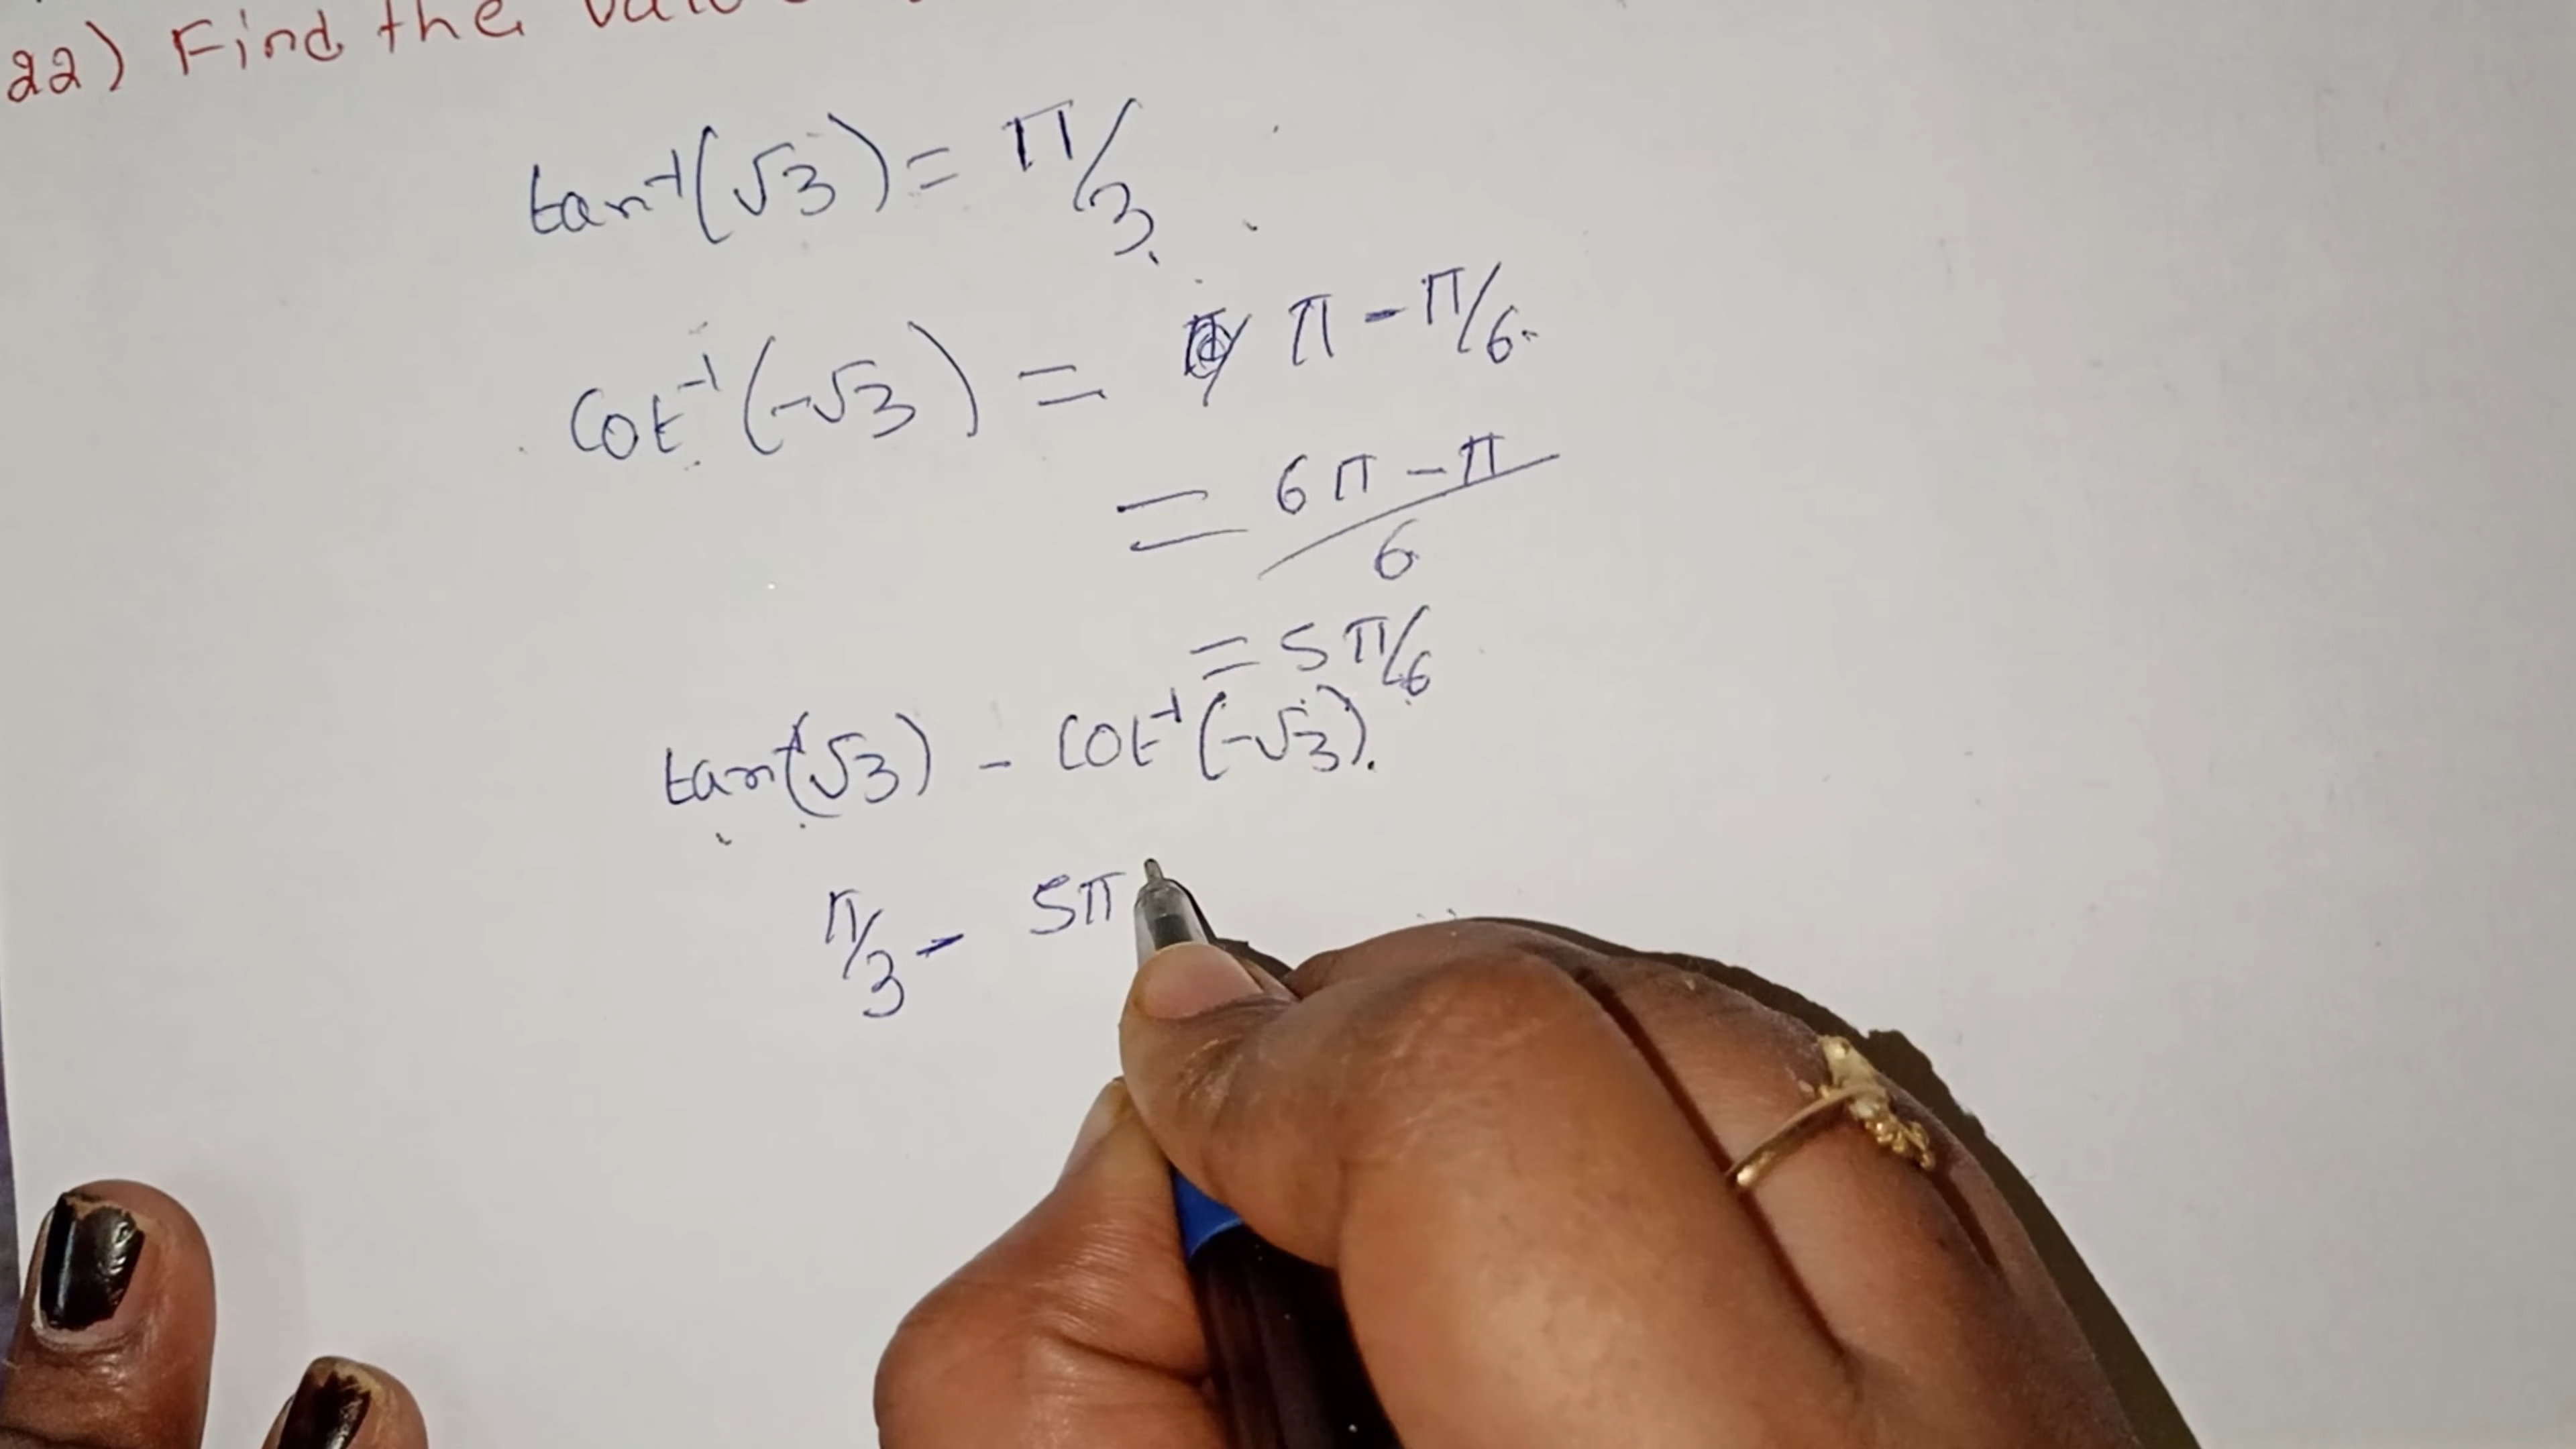 22) Find the
tan⁻¹(√3) = π/3
Cot⁻¹(-√3) = π - π/6
= 6π - π / 6
= 5π/6
tan⁻¹(√3) - Cot⁻¹(-√3).
π/3 - 5π